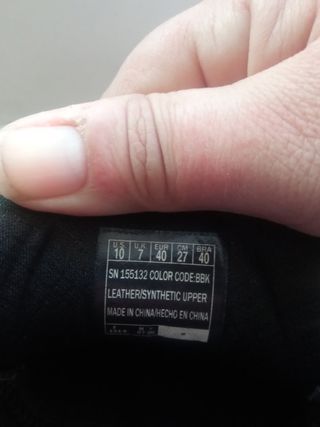 U.S. U.K. EUR CM BRA
10 7 40 27 40
SN 155132 COLOR CODE:BBK
LEATHER/SYNTHETIC UPPER
MADE IN CHINA/HECHO EN CHINA